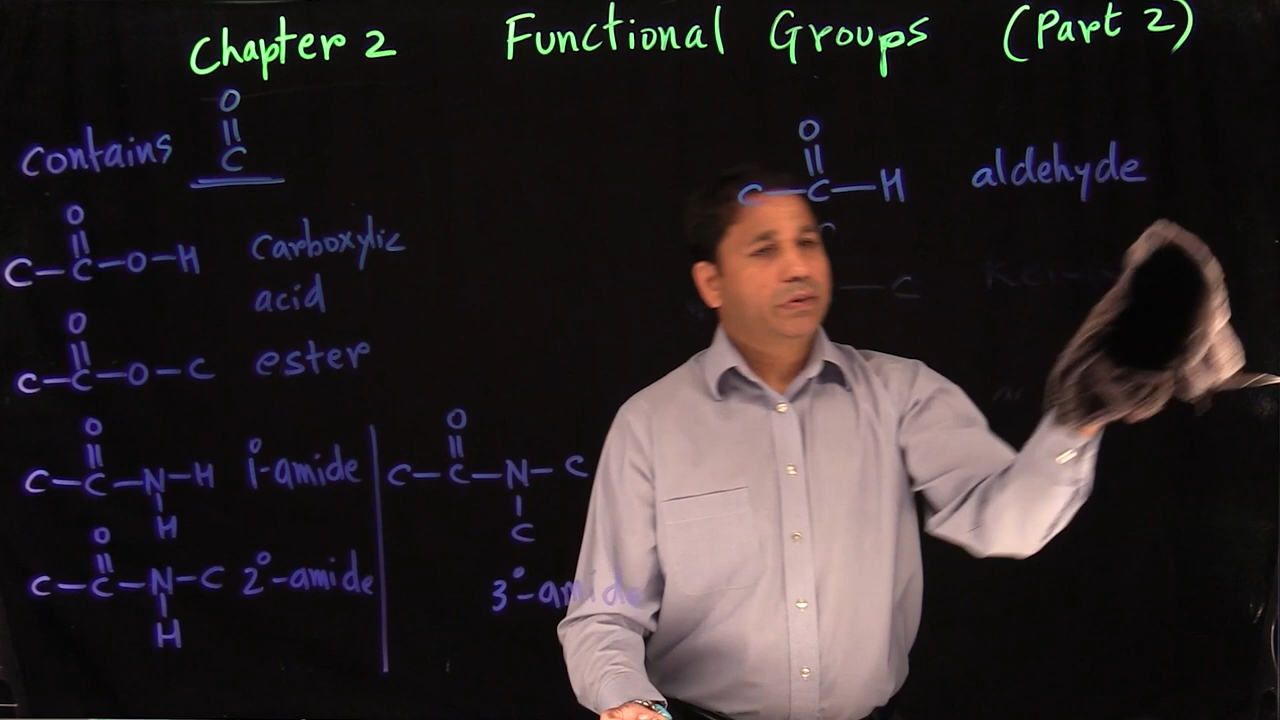 Chapter 2 Functional Groups (Part 2)
contains
O
||
C
O
||
C-C-O-H carboxylic
acid
O
||
C-C-O-C ester
O
||
C-C-N-H 1°-amide
|
H
O
||
C-C-N-C 2°-amide
|
H
O
||
C-C-N-C
|
C
3°-amide
O
||
C-C-H aldehyde
-C